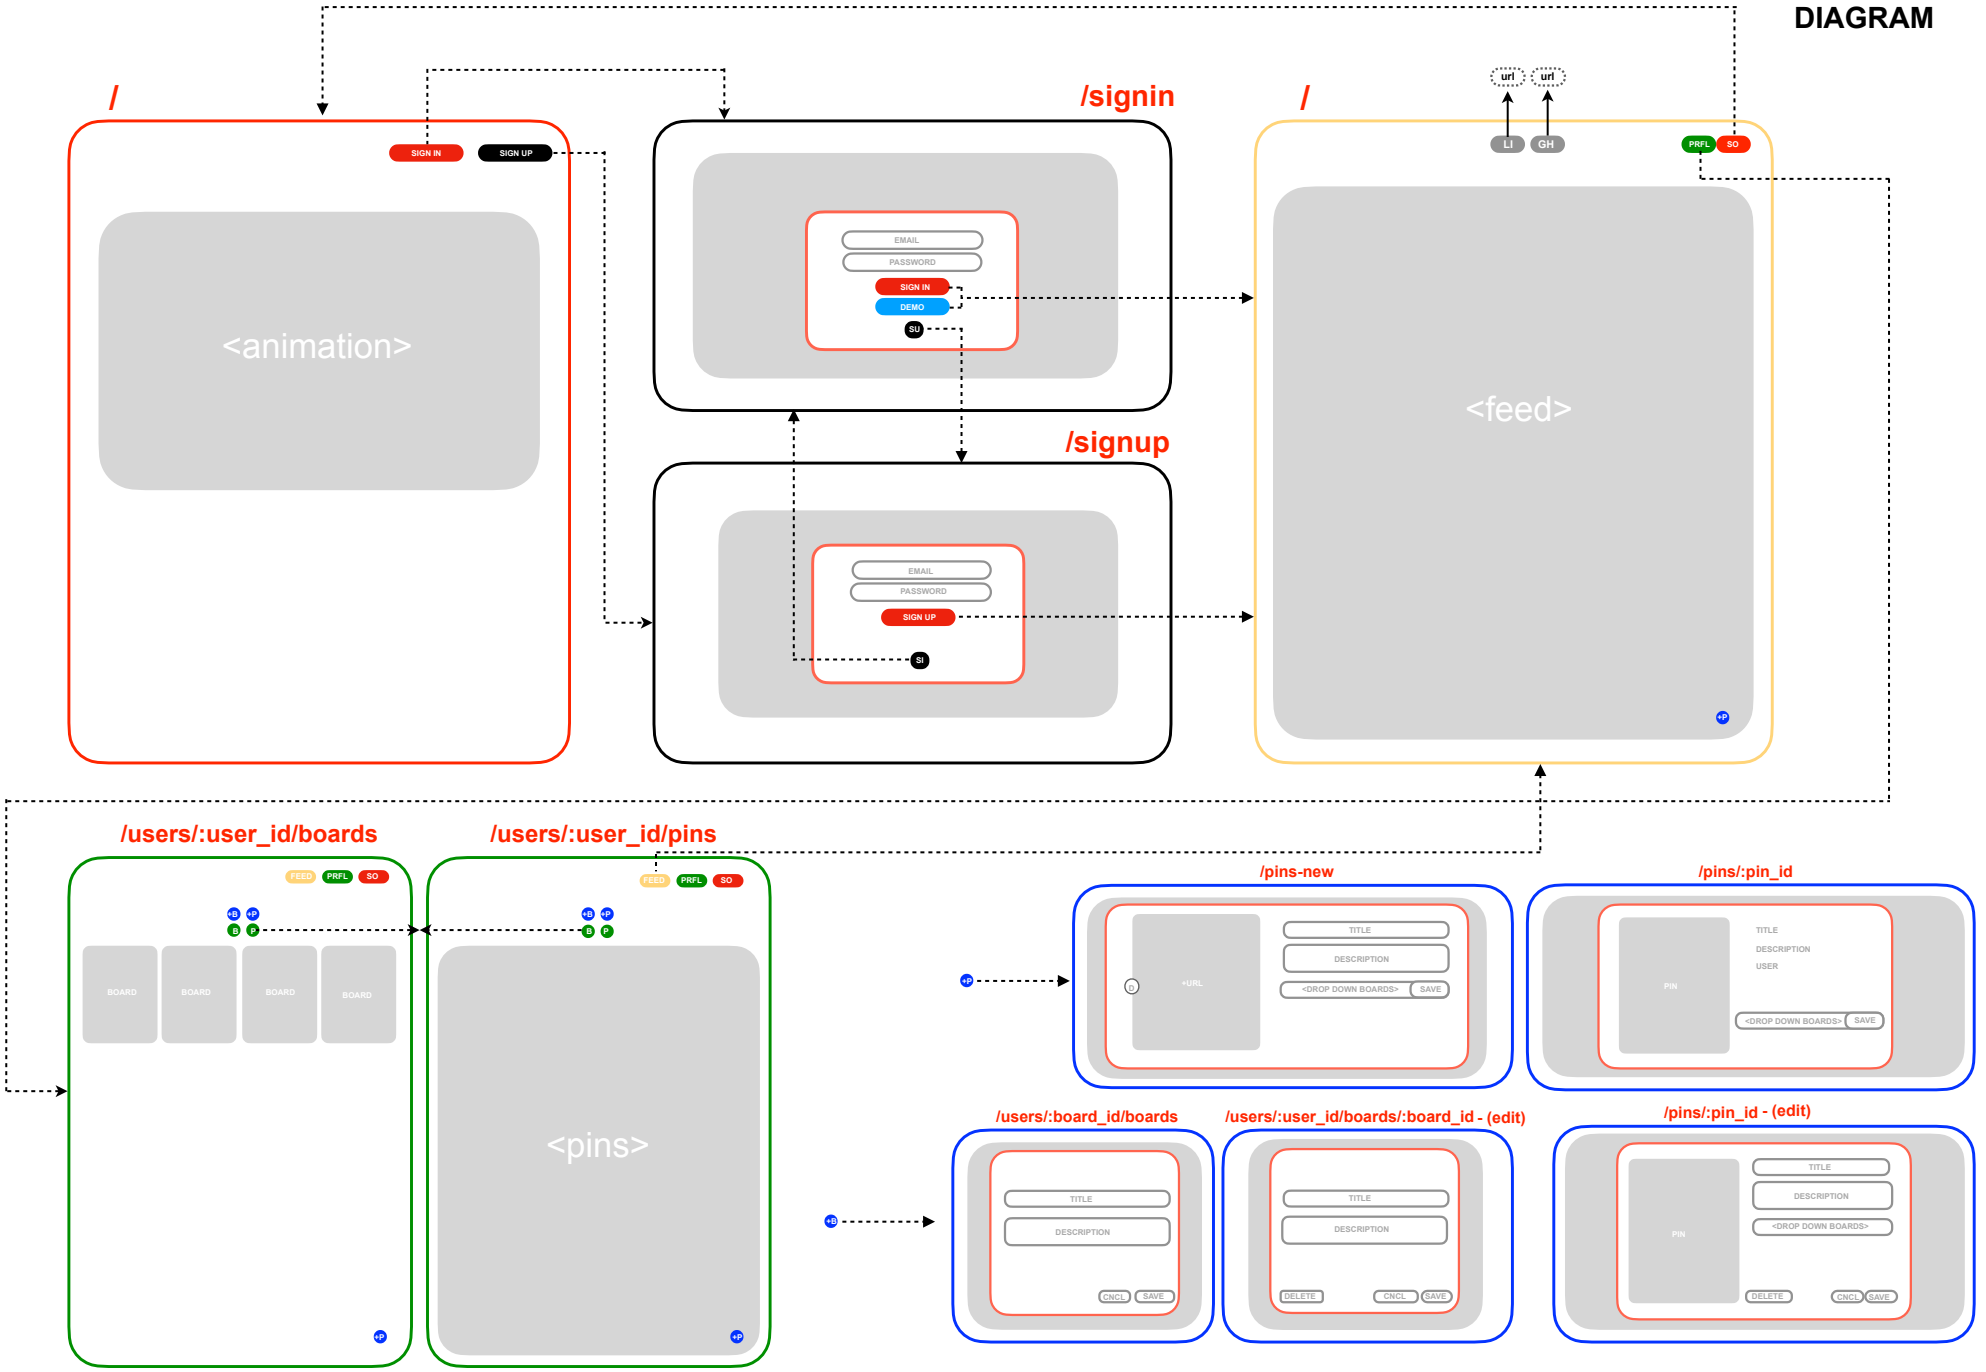 DIAGRAM
/
/signin
/
url
url
SIGN IN
SIGN UP
LI
GH
PRFL
SO
EMAIL
PASSWORD
SIGN IN
DEMO
SU
<animation>
<feed>
/signup
EMAIL
PASSWORD
SIGN UP
SI
+P
/users/:user_id/boards
/users/:user_id/pins
FEED
PRFL
SO
FEED
PRFL
SO
+B
+P
B
P
+B
+P
B
P
BOARD
BOARD
BOARD
BOARD
<pins>
+P
+P
/pins-new
+P
D
+URL
TITLE
DESCRIPTION
<DROP DOWN BOARDS>
SAVE
/pins/:pin_id
PIN
TITLE
DESCRIPTION
USER
<DROP DOWN BOARDS>
SAVE
+B
/users/:board_id/boards
TITLE
DESCRIPTION
CNCL
SAVE
/users/:user_id/boards/:board_id - (edit)
TITLE
DESCRIPTION
DELETE
CNCL
SAVE
/pins/:pin_id - (edit)
PIN
TITLE
DESCRIPTION
<DROP DOWN BOARDS>
DELETE
CNCL
SAVE